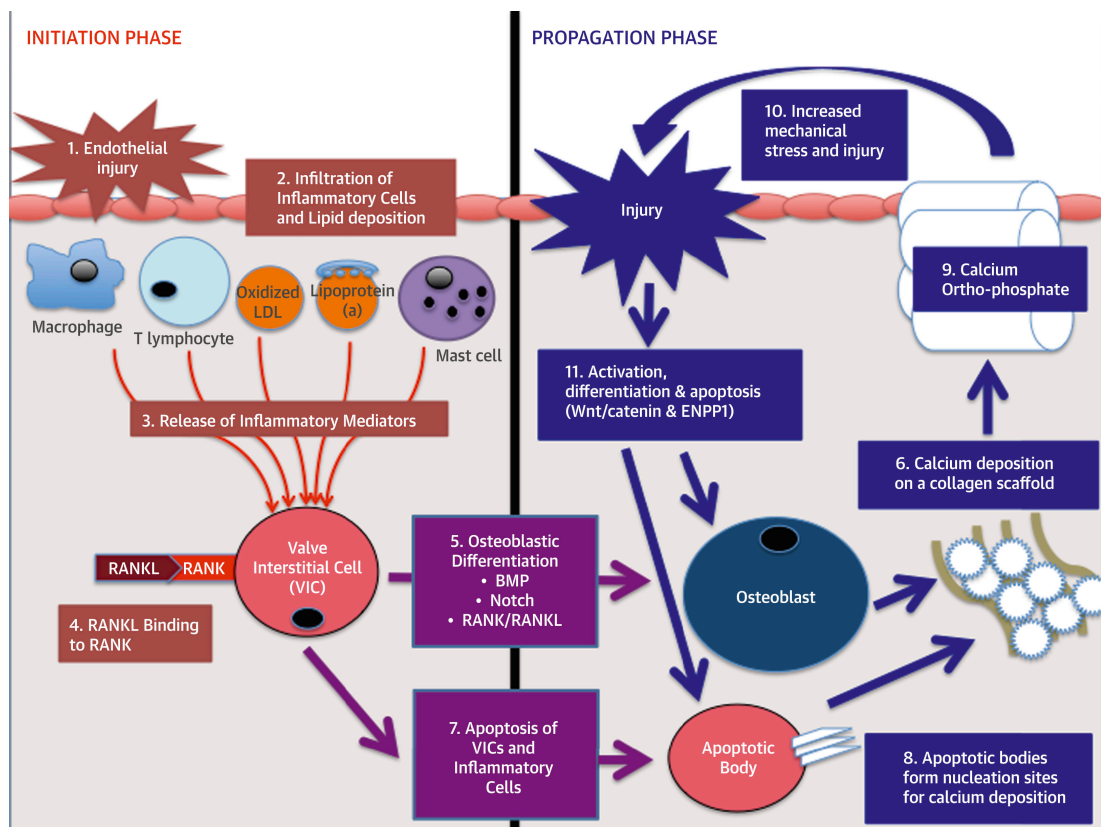 INITIATION PHASE
PROPAGATION PHASE
1. Endothelial
injury
2. Infiltration of
Inflammatory Cells
and Lipid deposition
Macrophage
T lymphocyte
Oxidized
LDL
Lipoprotein
(a)
Mast cell
3. Release of Inflammatory Mediators
RANKL
RANK
Valve
Interstitial Cell
(VIC)
4. RANKL Binding
to RANK
5. Osteoblastic
Differentiation
• BMP
• Notch
• RANK/RANKL
7. Apoptosis of
VICs and
Inflammatory
Cells
10. Increased
mechanical
stress and injury
Injury
9. Calcium
Ortho-phosphate
11. Activation,
differentiation & apoptosis
(Wnt/catenin & ENPP1)
6. Calcium deposition
on a collagen scaffold
Osteoblast
Apoptotic
Body
8. Apoptotic bodies
form nucleation sites
for calcium deposition